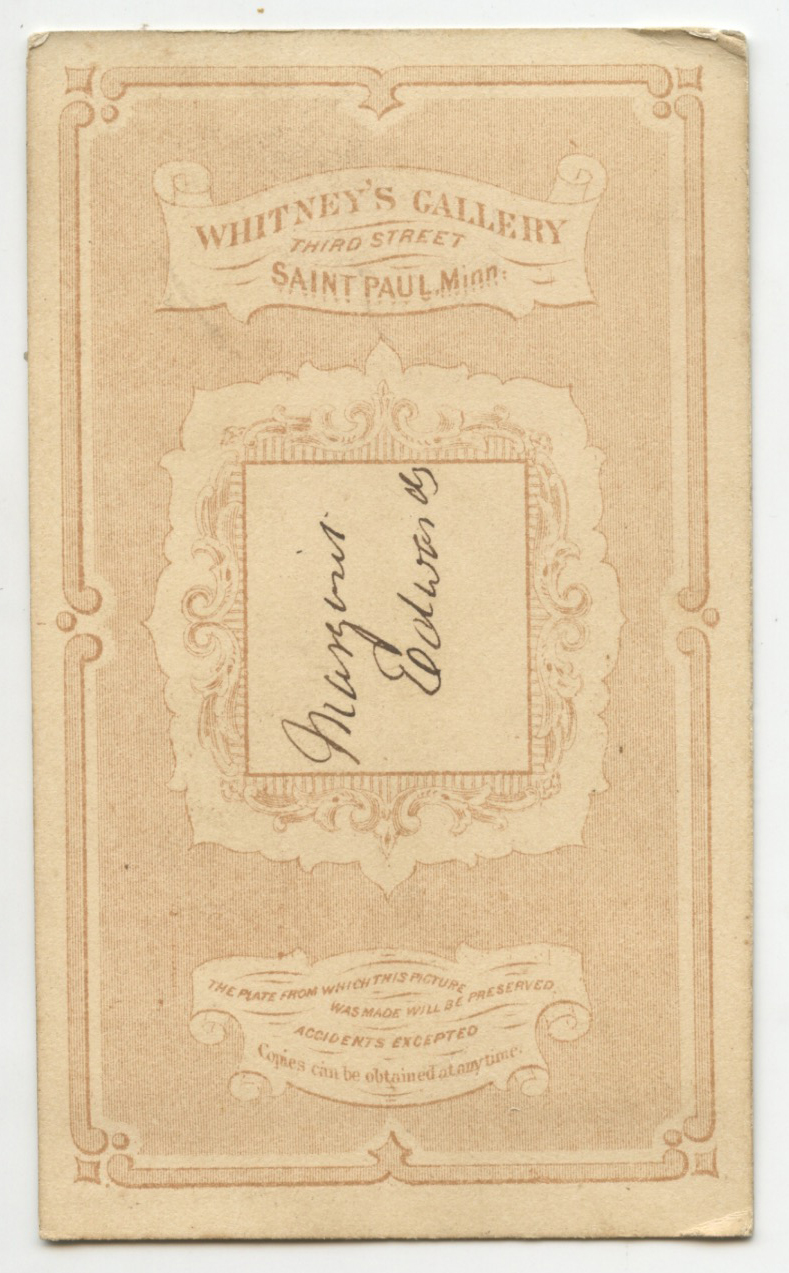 WHITNEY'S GALLERY
THIRD STREET
SAINT PAUL, Minn:
Margarit
Edwards
THE PLATE FROM WHICH THIS PICTURE
WAS MADE WILL BE PRESERVED
ACCIDENTS EXCEPTED
Copies can be obtained at any time.